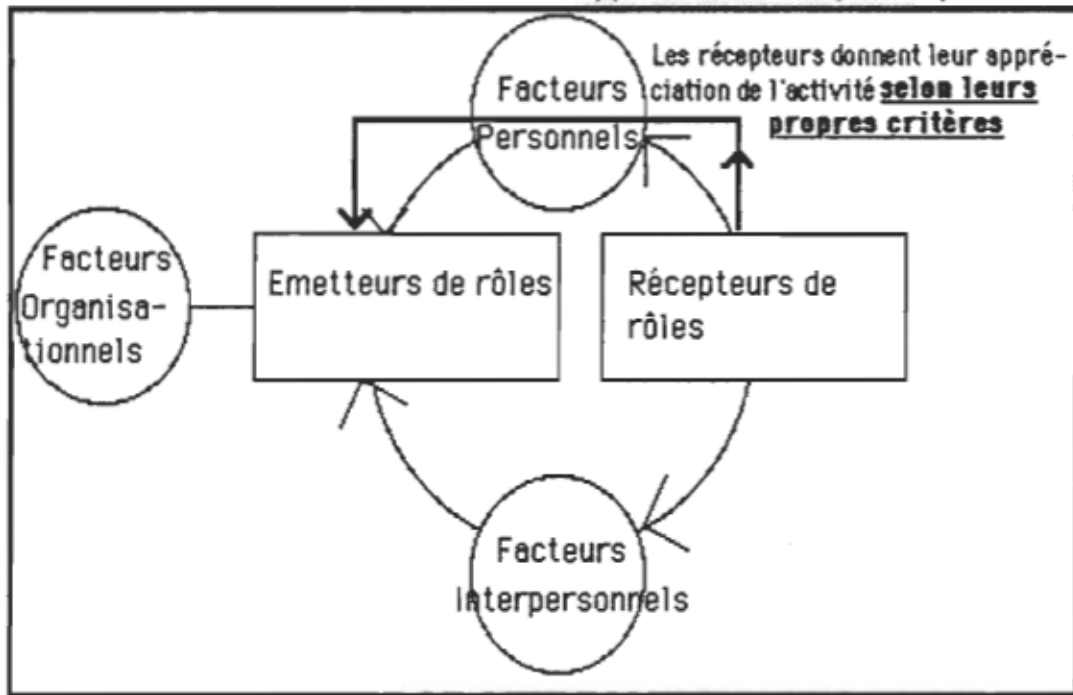 Les récepteurs donnent leur appré-
ciation de l'activité selon leurs
propres critères
Facteurs
Personnels
Facteurs
Organisa-
tionnels
Emetteurs de rôles
Récepteurs de
rôles
Facteurs
Interpersonnels